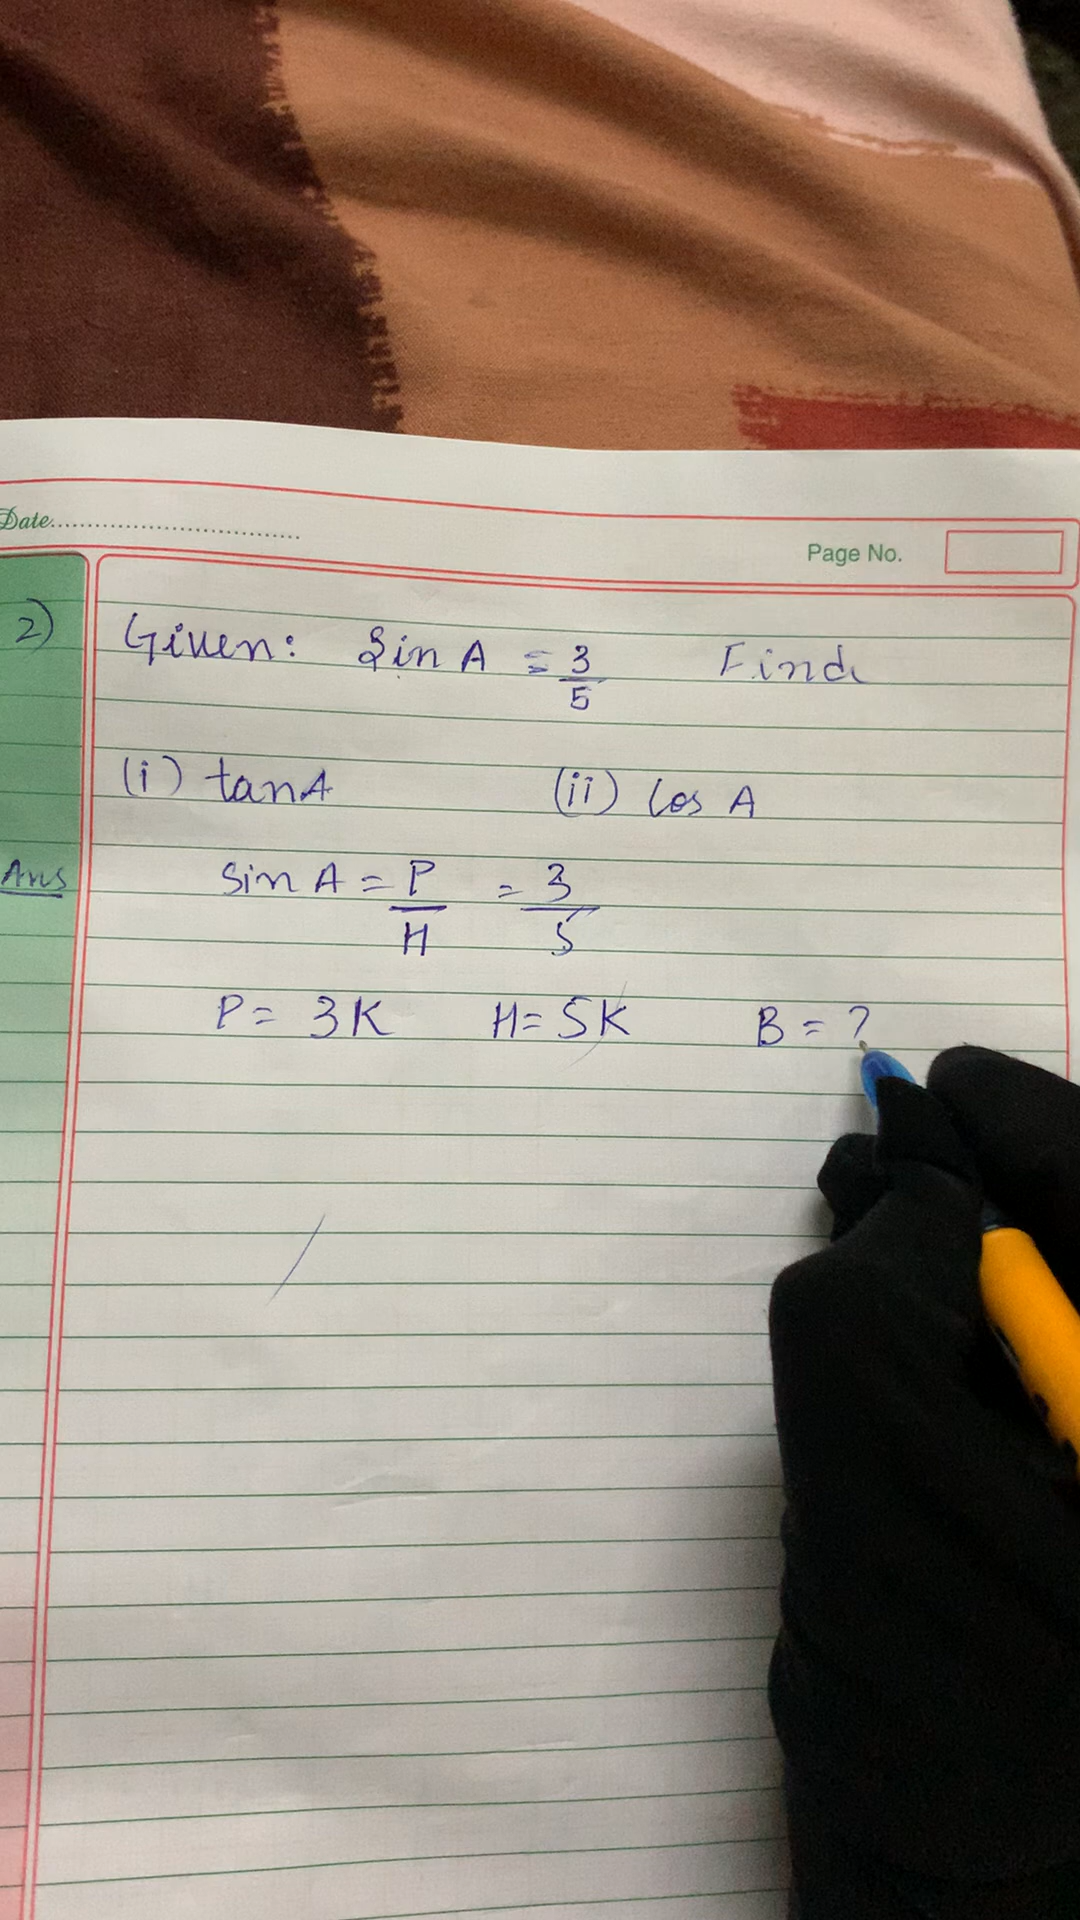 Date
Page No.
2) Given: Sin A = 3/5 Find
(i) tanA (ii) Cos A
Ans Sin A = P/H = 3/5
P = 3K H = 5K B = ?